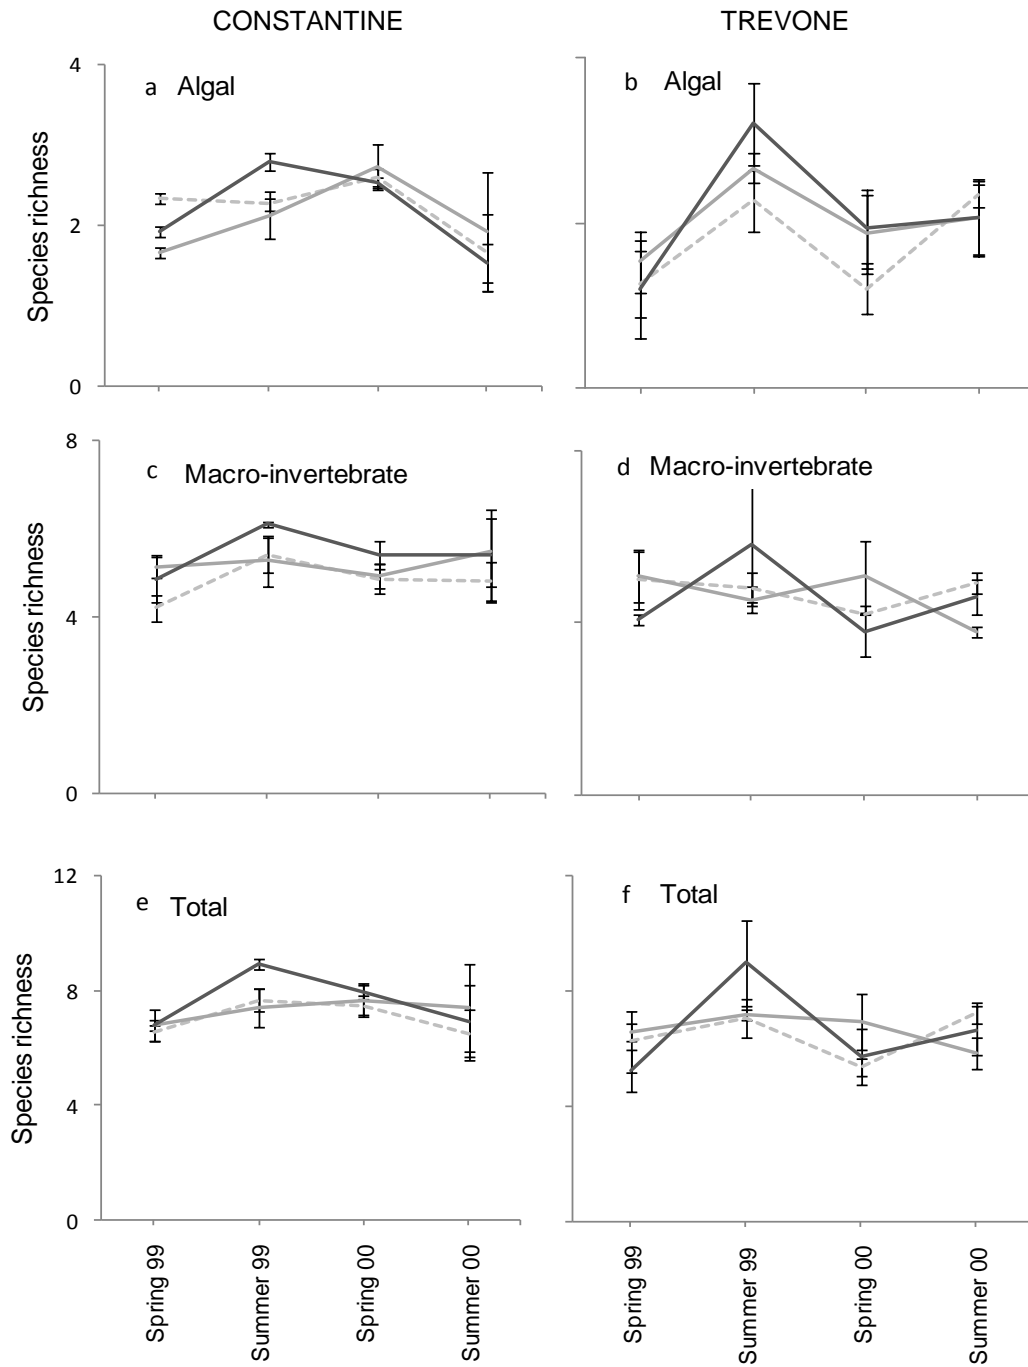 CONSTANTINE
TREVONE
4
2
0
Species richness
a Algal
b Algal
8
4
0
Species richness
c Macro-invertebrate
d Macro-invertebrate
12
8
4
0
Species richness
e Total
f Total
Spring 99
Summer 99
Spring 00
Summer 00
Spring 99
Summer 99
Spring 00
Summer 00